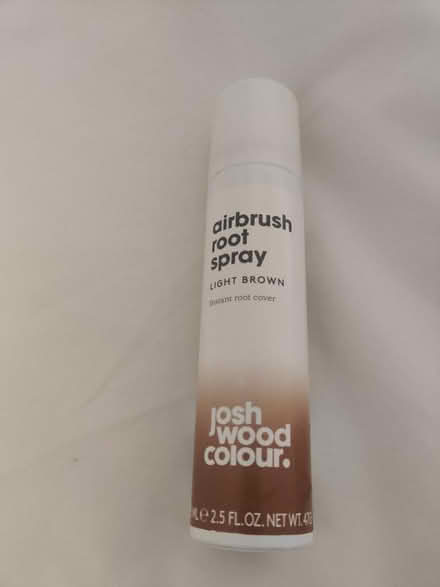 airbrush
root
spray
LIGHT BROWN
instant root cover
josh
wood
colour.
℮ 2.5 FL.OZ. NET WT.